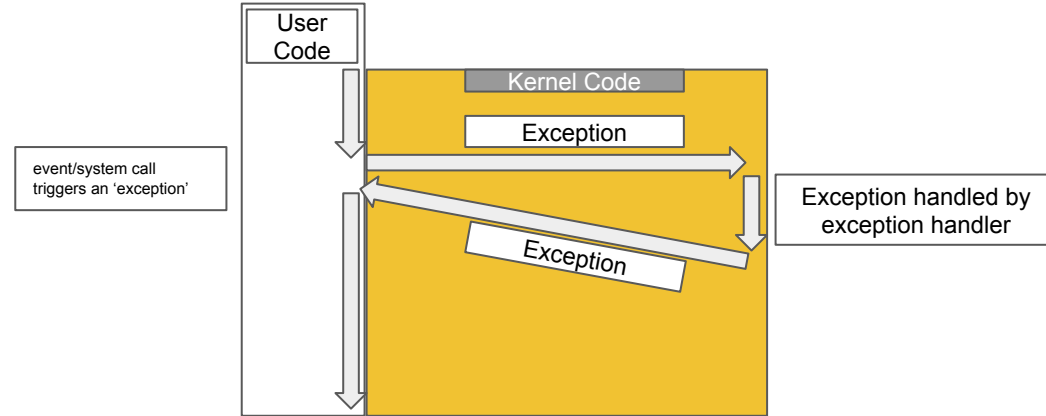 User
Code
Kernel Code
Exception
event/system call
triggers an ‘exception’
Exception handled by
exception handler
Exception